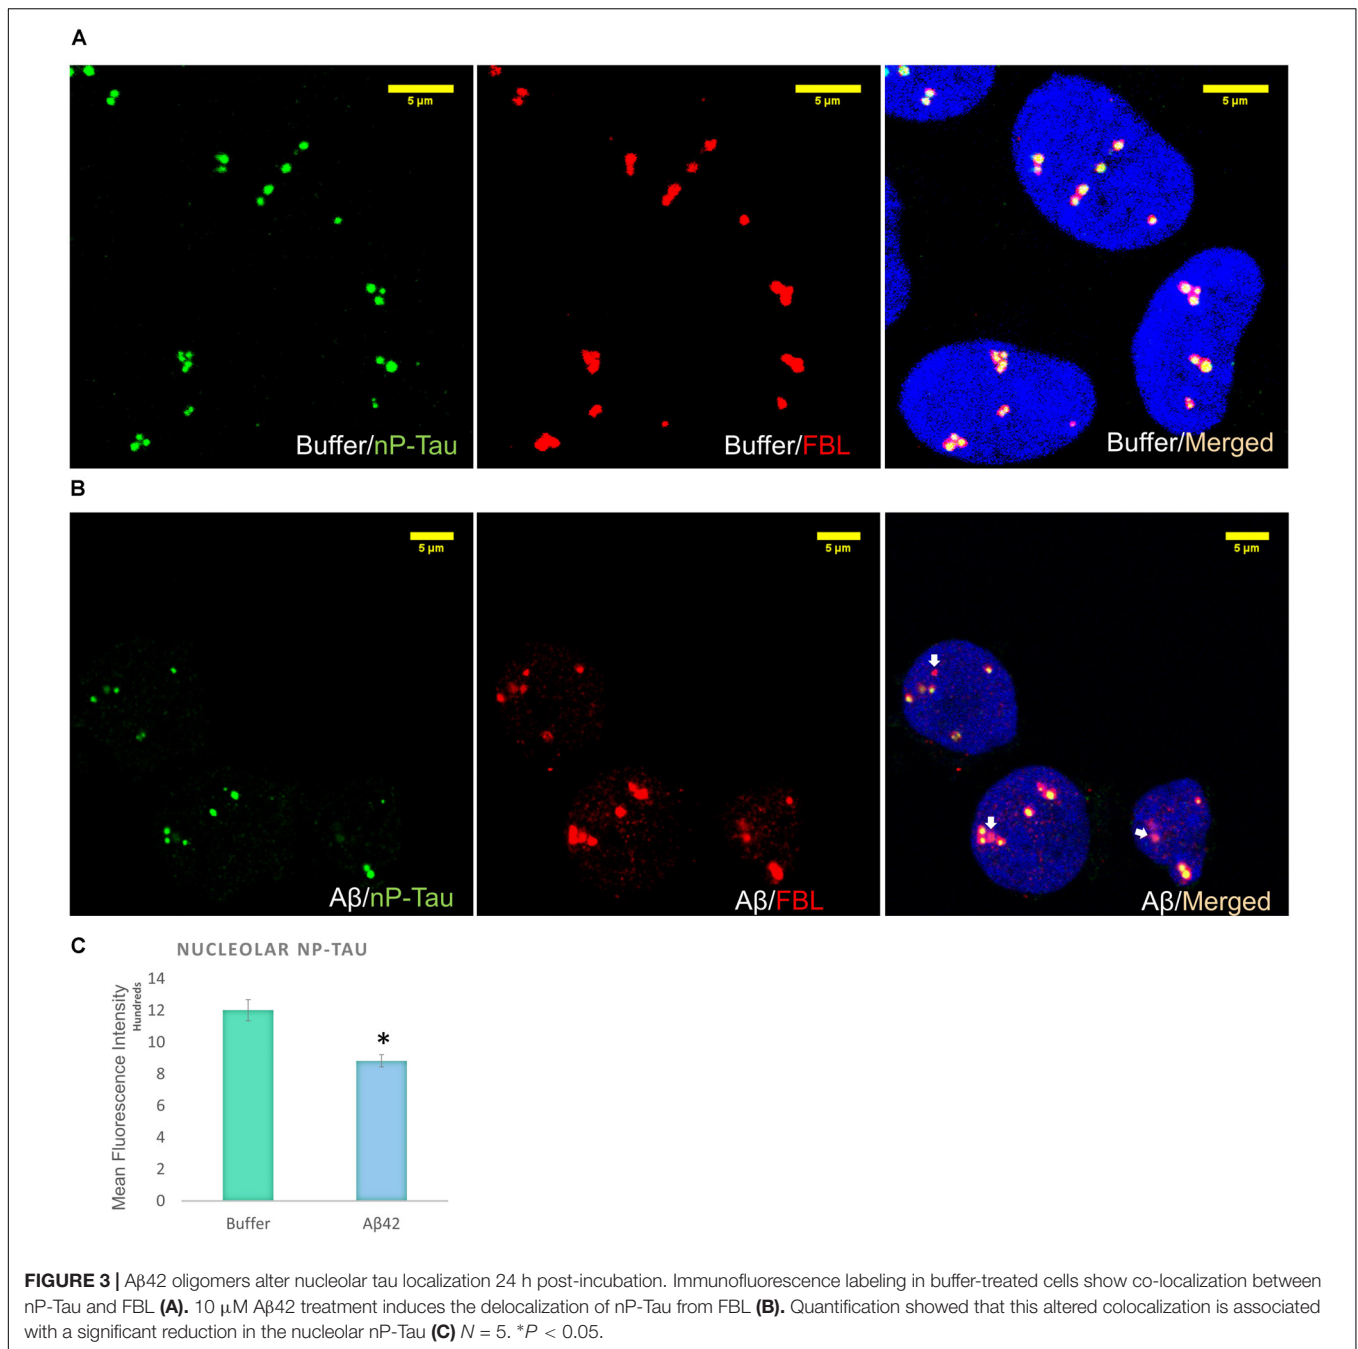 A
5 µm
5 µm
5 µm
Buffer/nP-Tau
Buffer/FBL
Buffer/Merged
B
5 µm
5 µm
5 µm
Aβ/nP-Tau
Aβ/FBL
Aβ/Merged
C
NUCLEOLAR NP-TAU
Mean Fluorescence Intensity
Hundreds
14
12
10
8
6
4
2
0
*
Buffer
Aβ42
FIGURE 3 | Aβ42 oligomers alter nucleolar tau localization 24 h post-incubation. Immunofluorescence labeling in buffer-treated cells show co-localization between
nP-Tau and FBL (A). 10 μM Aβ42 treatment induces the delocalization of nP-Tau from FBL (B). Quantification showed that this altered colocalization is associated
with a significant reduction in the nucleolar nP-Tau (C) N = 5. *P < 0.05.